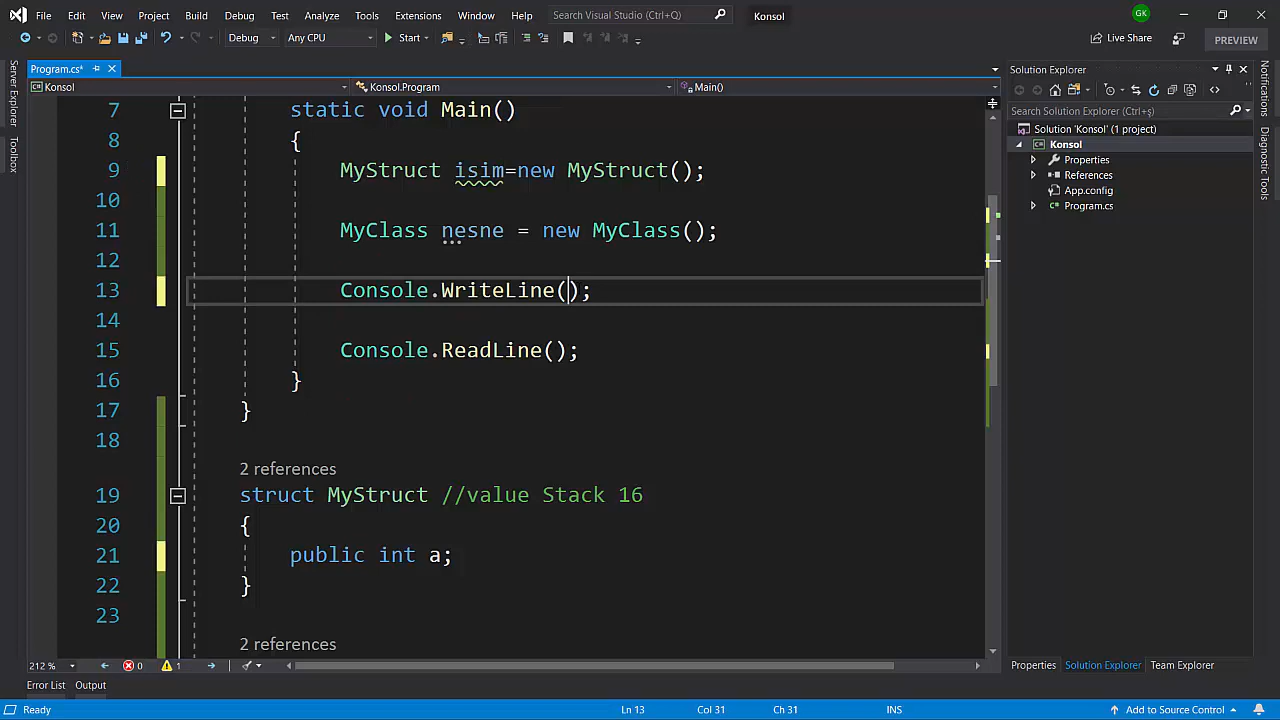 File Edit View Project Build Debug Test Analyze Tools Extensions Window Help Search Visual Studio (Ctrl+Q) Konsol GK
Debug Any CPU Start Live Share PREVIEW
Server Explorer
Toolbox
Program.cs*
Konsol Konsol.Program Main()
7 static void Main()
8 {
9 MyStruct isim=new MyStruct();
10
11 MyClass nesne = new MyClass();
12
13 Console.WriteLine();
14
15 Console.ReadLine();
16 }
17 }
18
2 references
19 struct MyStruct //value Stack 16
20 {
21 public int a;
22 }
23
2 references
212 % 0 1
Solution Explorer
Search Solution Explorer (Ctrl+ş)
Solution 'Konsol' (1 project)
Konsol
Properties
References
App.config
Program.cs
Properties Solution Explorer Team Explorer
Notifications
Diagnostic Tools
Error List Output
Ready Ln 13 Col 31 Ch 31 INS Add to Source Control